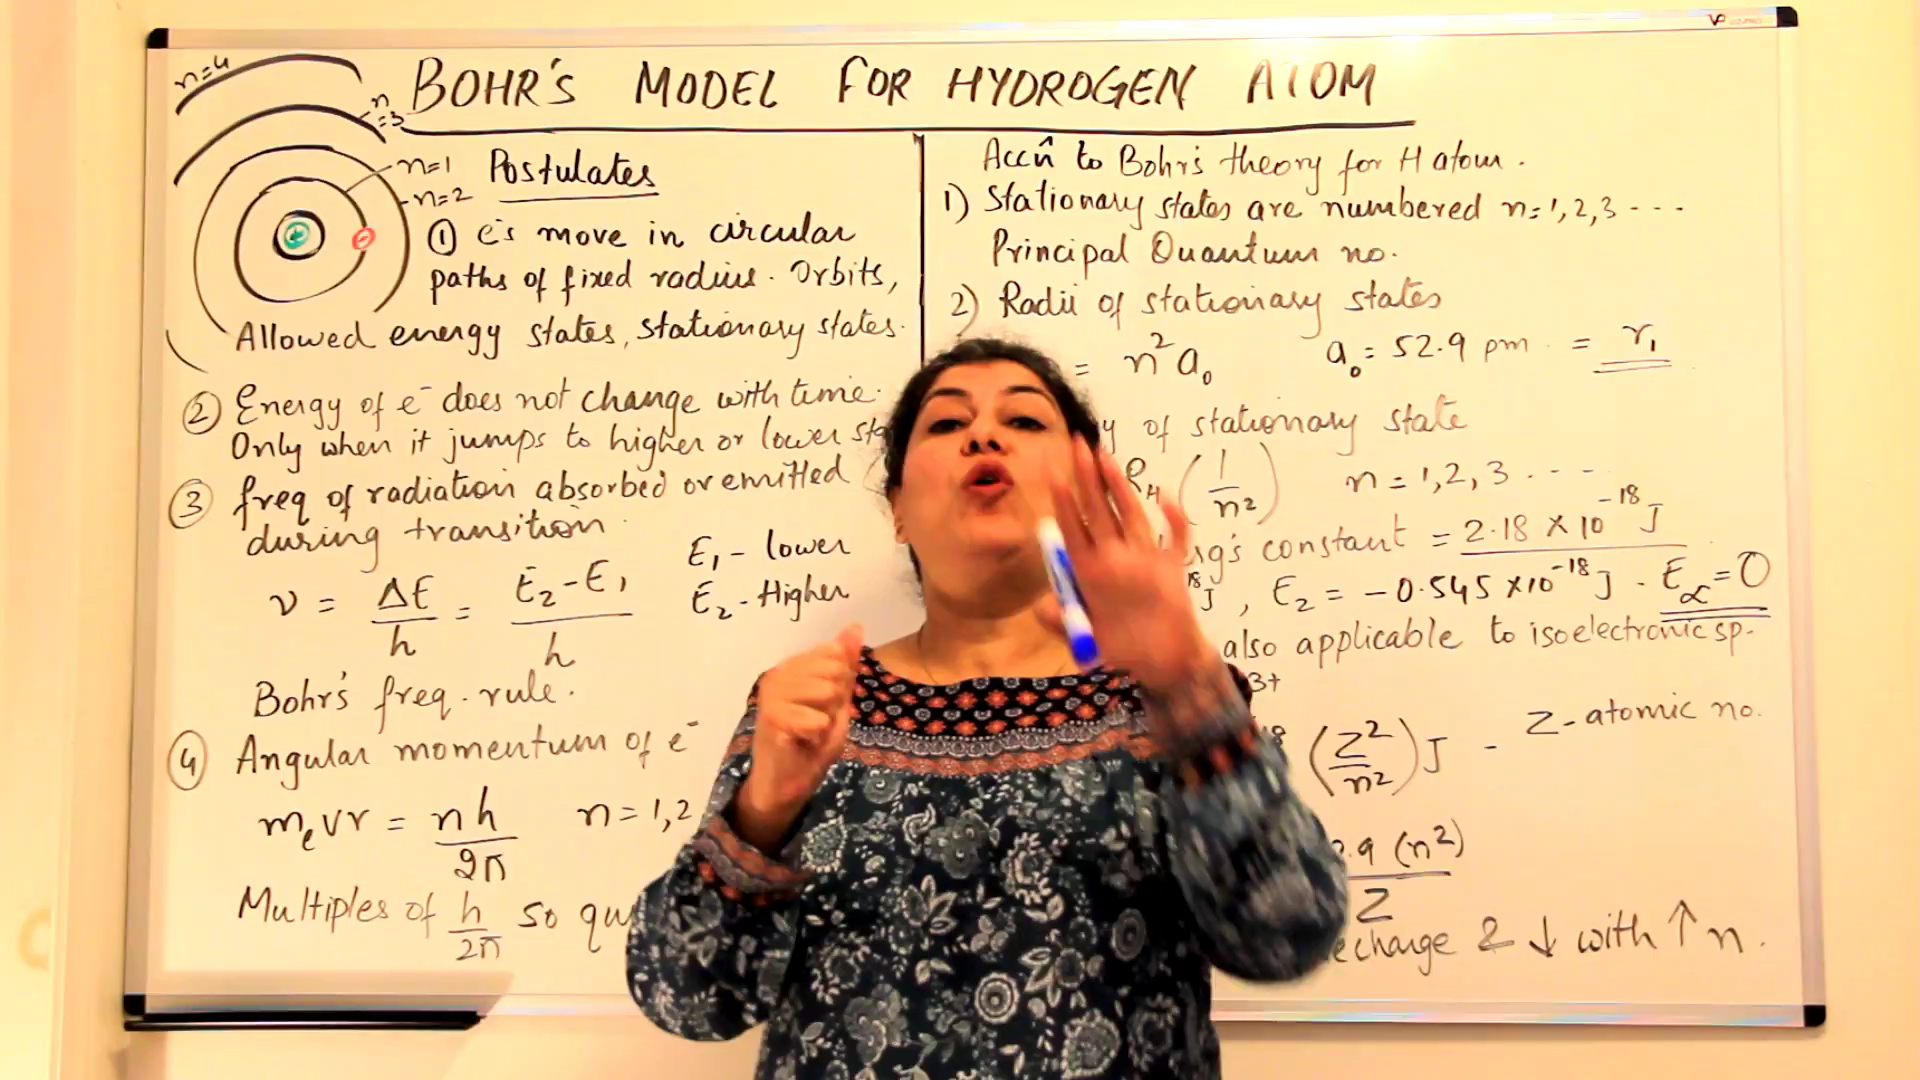 BOHR'S MODEL FOR HYDROGEN ATOM
n=4
n=3
n=1
n=2
Postulates
① e⁻s move in circular
paths of fixed radius. Orbits,
Allowed energy states, stationary states.
② Energy of e⁻ does not change with time.
Only when it jumps to higher or lower
③ freq of radiation absorbed or emitted
during transition.
ν = ΔE/h = E₂-E₁/h
E₁ - lower
E₂ - Higher
Bohr's freq. rule.
④ Angular momentum of e⁻
mₑvr = nh/2π n=1,2
Multiples of h/2π so
Accn to Bohr's theory for H atom.
1) Stationary states are numbered n=1,2,3 ---
Principal Quantum no.
2) Radii of stationary states
= n²a₀ a₀ = 52.9 pm. = r₁
of stationary state
(1/n²) n=1,2,3 ---
constant = 2.18 × 10⁻¹⁸ J
J, E₂ = -0.545 × 10⁻¹⁸ J. E∝ = 0
also applicable to isoelectronic sp.
3+
(Z²/n²) J - Z - atomic no.
.9 (n²)/Z
charge & ↓ with ↑ n.